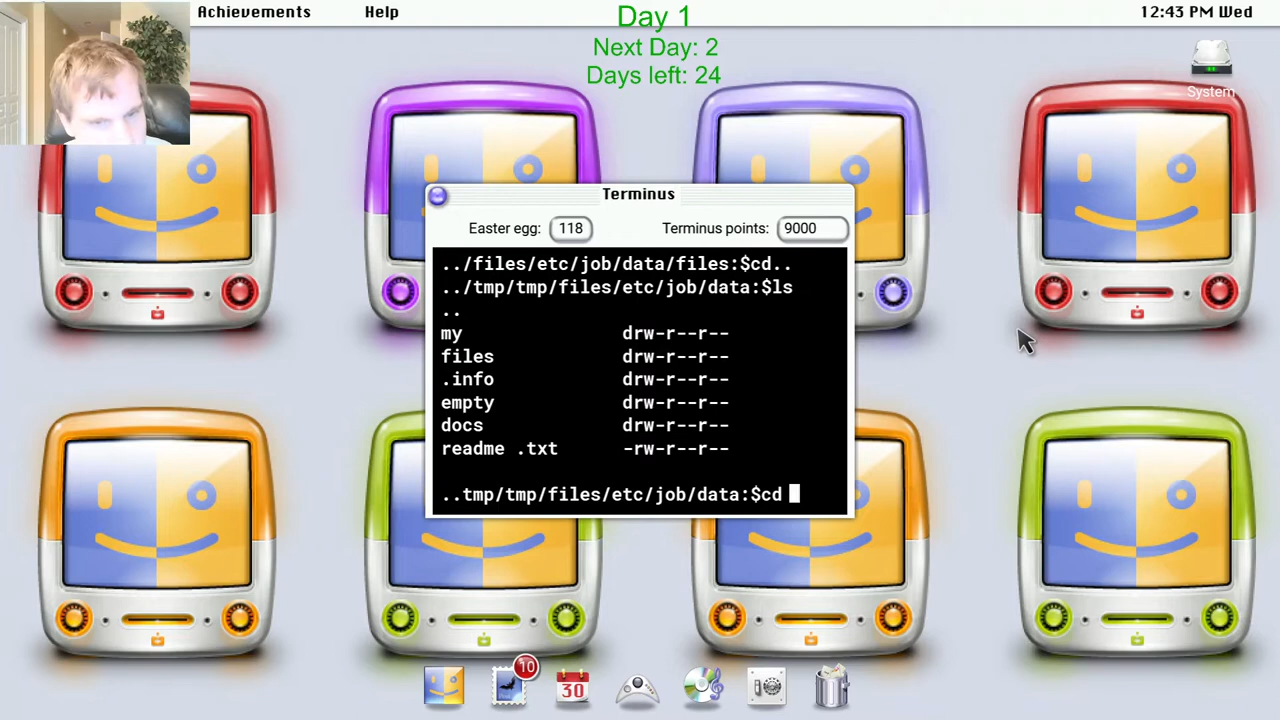 Achievements Help 12:43 PM Wed
Day 1
Next Day: 2
Days left: 24
System
Terminus
Easter egg: 118 Terminus points: 9000
../files/etc/job/data/files:$cd..
../tmp/tmp/files/etc/job/data:$ls
..
my drw-r--r--
files drw-r--r--
.info drw-r--r--
empty drw-r--r--
docs drw-r--r--
readme .txt -rw-r--r--
..tmp/tmp/files/etc/job/data:$cd
10
30